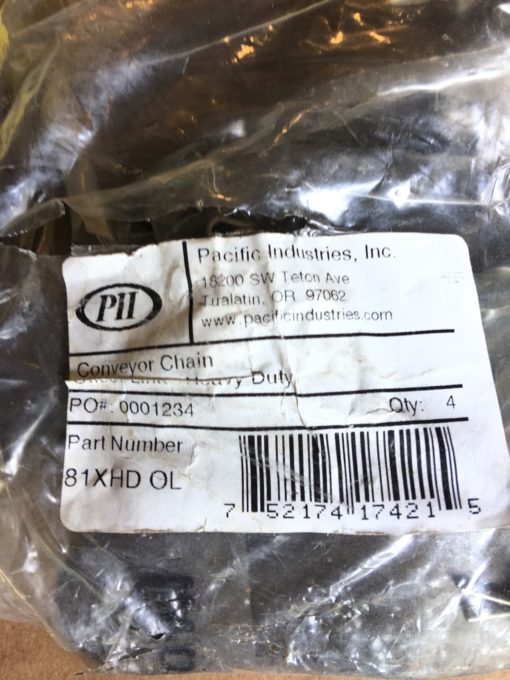 PII
Pacific Industries, Inc.
18200 SW Teton Ave
Tualatin, OR 97062
www.pacificindustries.com
Conveyor Chain
Link Heavy Duty
PO#: 0001234 Qty: 4
Part Number
81XHD OL
7 52174 17421 5